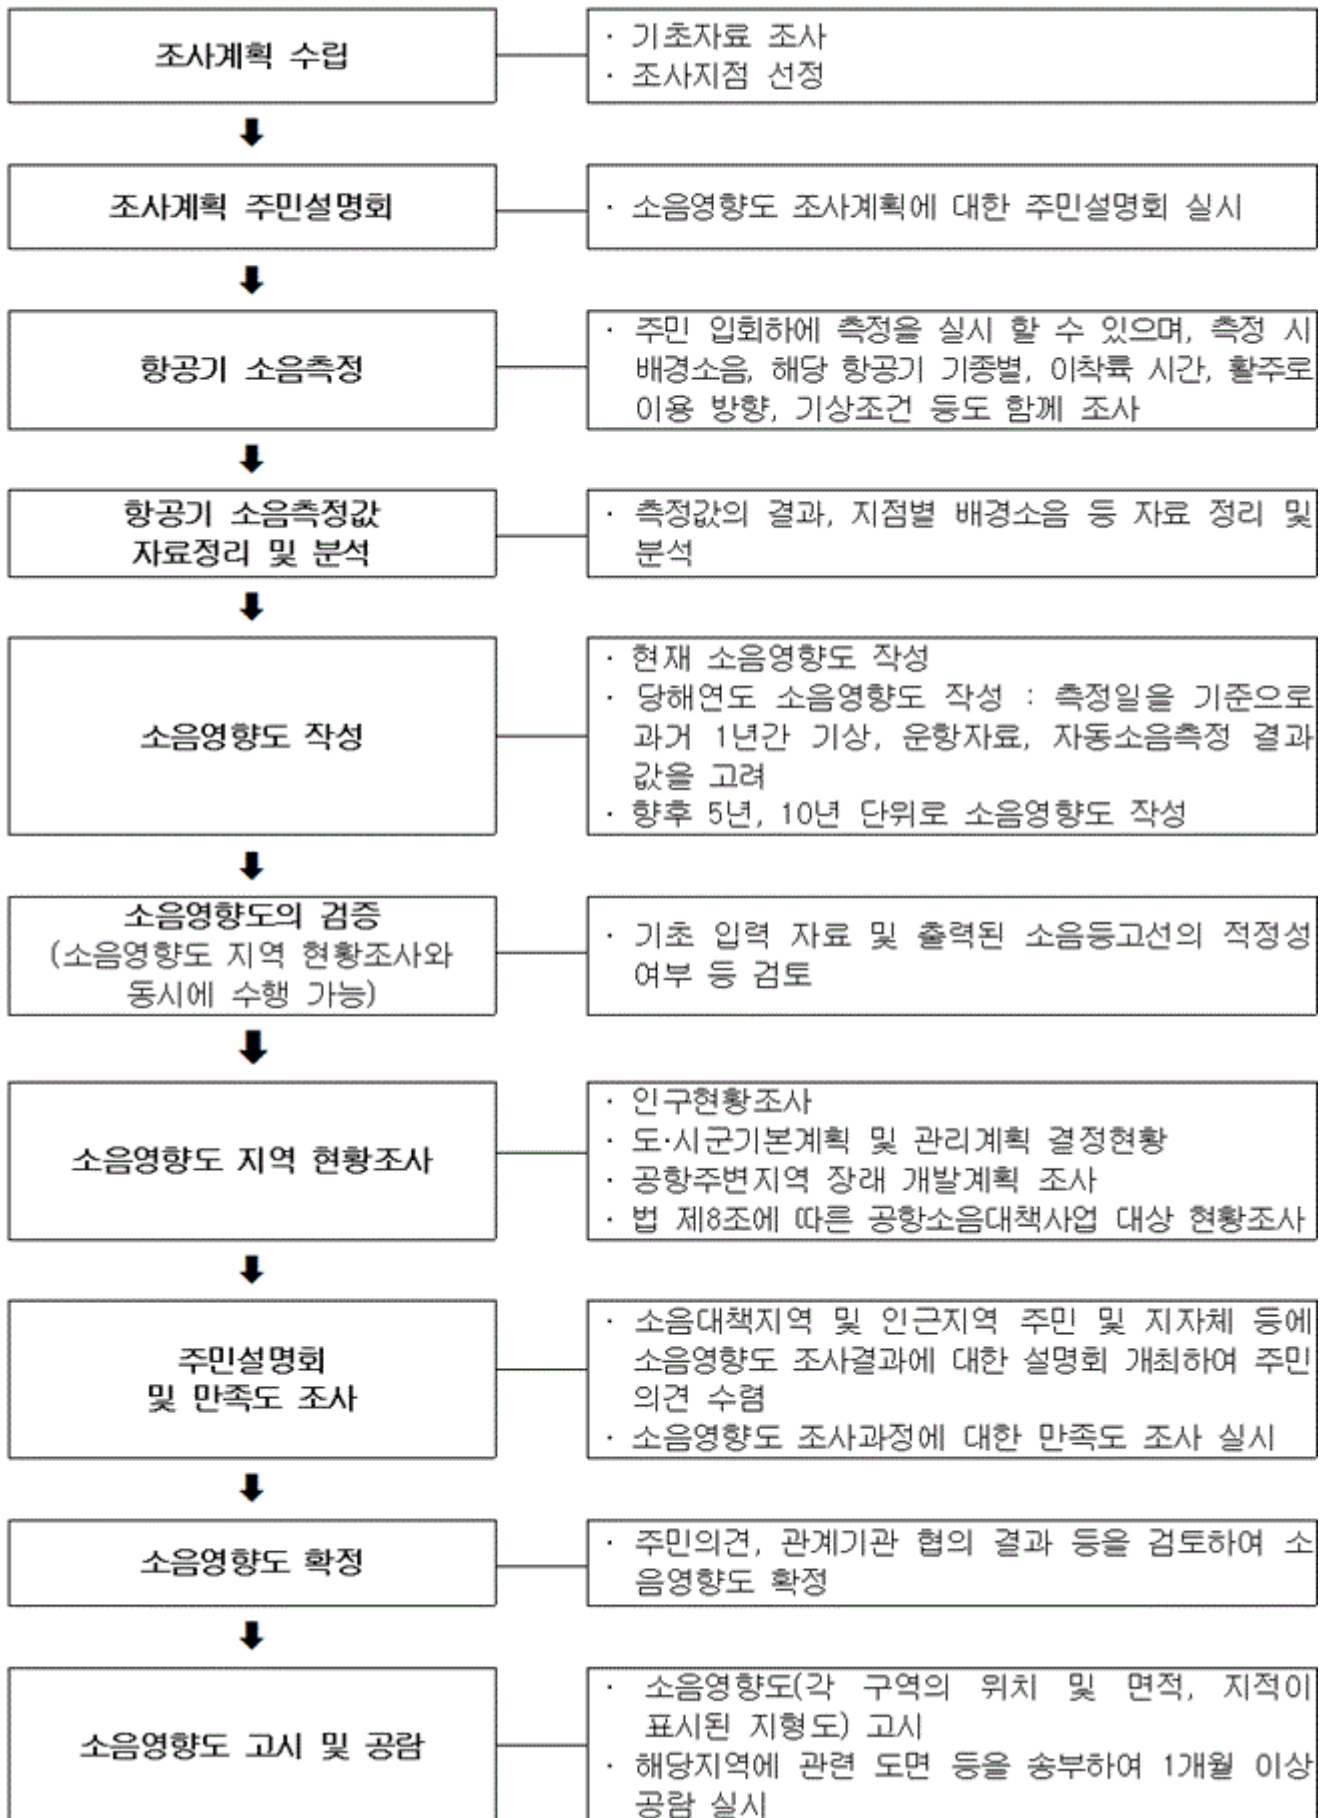 조사계획 수립
· 기초자료 조사
· 조사지점 선정
조사계획 주민설명회
· 소음영향도 조사계획에 대한 주민설명회 실시
항공기 소음측정
· 주민 입회하에 측정을 실시 할 수 있으며, 측정 시
배경소음, 해당 항공기 기종별, 이착륙 시간, 활주로
이용 방향, 기상조건 등도 함께 조사
항공기 소음측정값
자료정리 및 분석
· 측정값의 결과, 지점별 배경소음 등 자료 정리 및
분석
소음영향도 작성
· 현재 소음영향도 작성
· 당해연도 소음영향도 작성 : 측정일을 기준으로
과거 1년간 기상, 운항자료, 자동소음측정 결과
값을 고려
· 향후 5년, 10년 단위로 소음영향도 작성
소음영향도의 검증
(소음영향도 지역 현황조사와
동시에 수행 가능)
· 기초 입력 자료 및 출력된 소음등고선의 적정성
여부 등 검토
소음영향도 지역 현황조사
· 인구현황조사
· 도·시군기본계획 및 관리계획 결정현황
· 공항주변지역 장래 개발계획 조사
· 법 제8조에 따른 공항소음대책사업 대상 현황조사
주민설명회
및 만족도 조사
· 소음대책지역 및 인근지역 주민 및 지자체 등에
소음영향도 조사결과에 대한 설명회 개최하여 주민
의견 수렴
· 소음영향도 조사과정에 대한 만족도 조사 실시
소음영향도 확정
· 주민의견, 관계기관 협의 결과 등을 검토하여 소
음영향도 확정
소음영향도 고시 및 공람
· 소음영향도(각 구역의 위치 및 면적, 지적이
표시된 지형도) 고시
· 해당지역에 관련 도면 등을 송부하여 1개월 이상
공람 실시